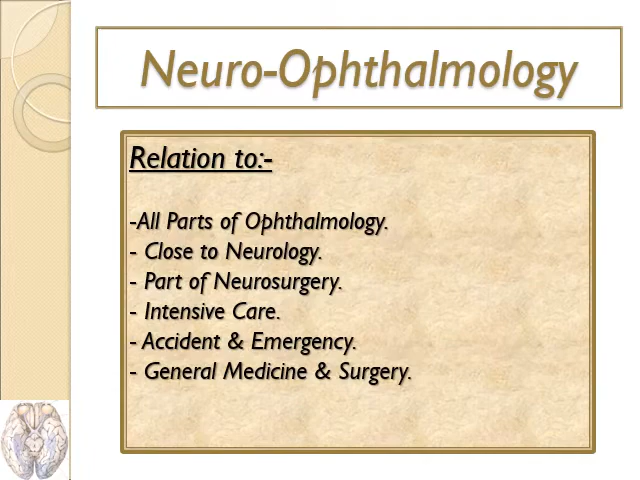 Neuro-Ophthalmology
Relation to:-
-All Parts of Ophthalmology.
- Close to Neurology.
- Part of Neurosurgery.
- Intensive Care.
- Accident & Emergency.
- General Medicine & Surgery.